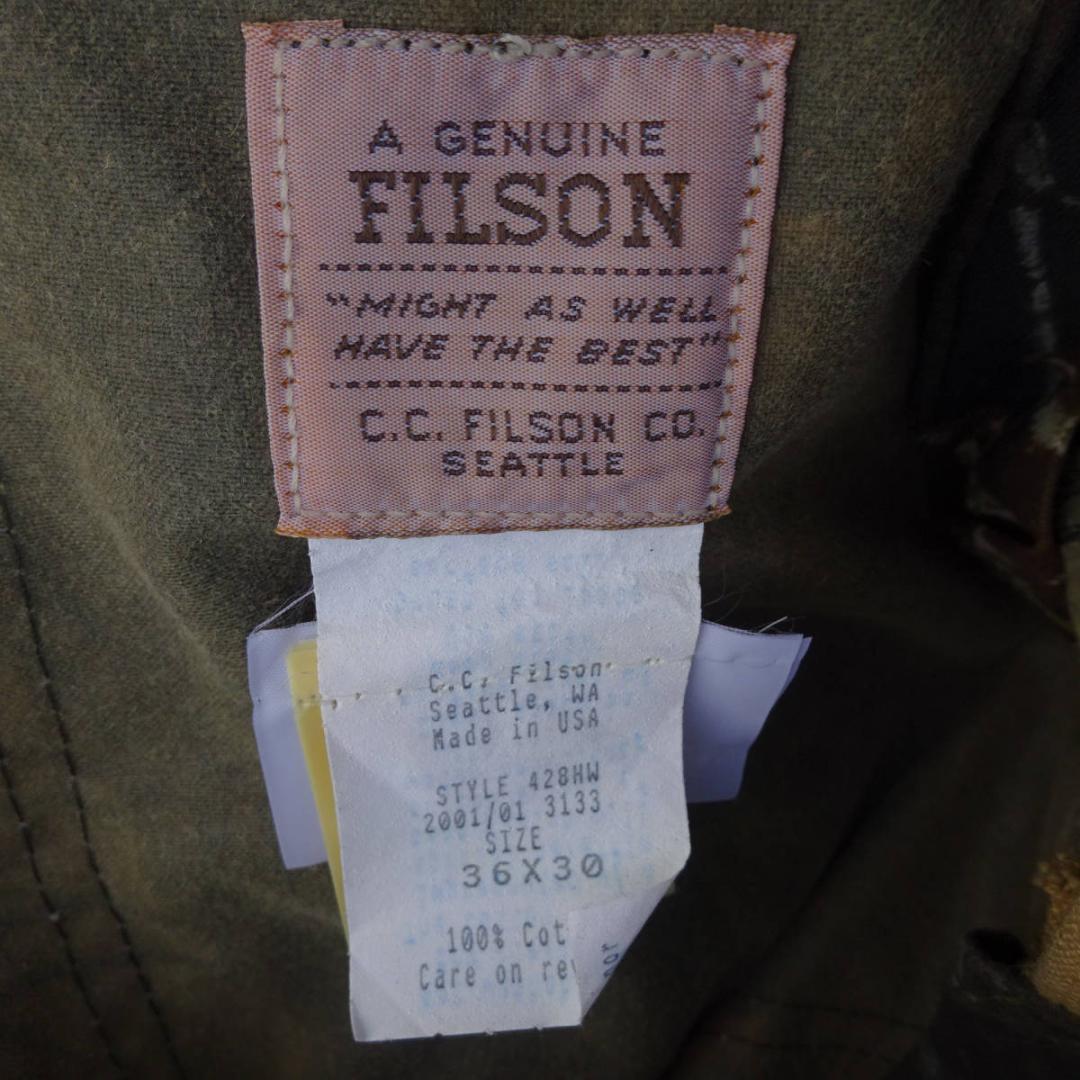 A GENUINE
FILSON
"MIGHT AS WELL
HAVE THE BEST"
C.C. FILSON CO.
SEATTLE
C.C. Filson
Seattle, WA
Made in USA
STYLE 428HW
2001/01 3133
SIZE
36X30
100% Cot
Care on re